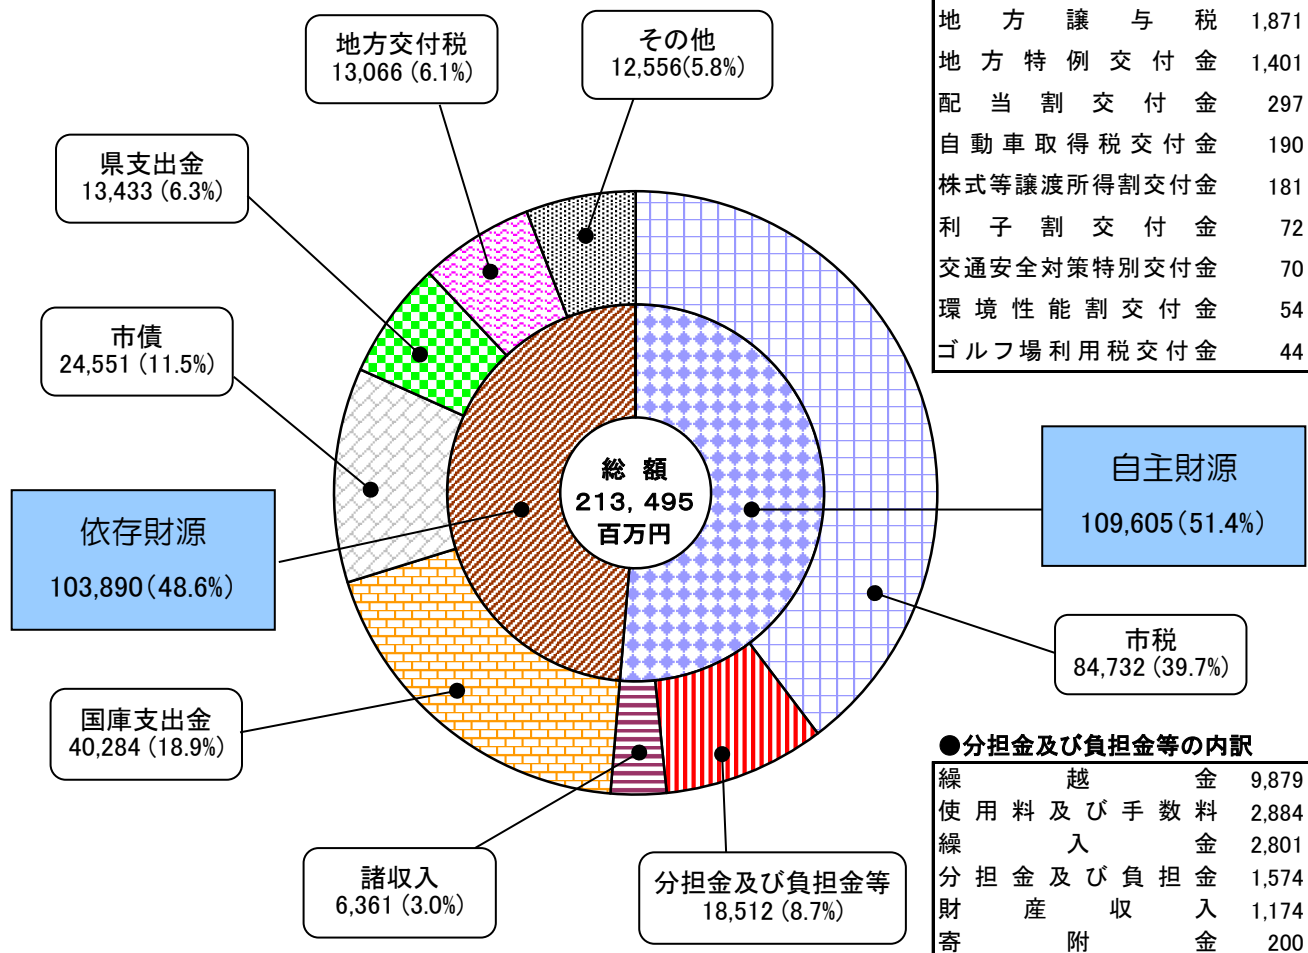 地方交付税
13,066 (6.1%)
その他
12,556(5.8%)
県支出金
13,433 (6.3%)
市債
24,551 (11.5%)
依存財源
103,890(48.6%)
国庫支出金
40,284 (18.9%)
諸収入
6,361 (3.0%)
分担金及び負担金等
18,512 (8.7%)
総額
213,495
百万円
自主財源
109,605(51.4%)
市税
84,732 (39.7%)
地方譲与税 1,871
地方特例交付金 1,401
配当割交付金 297
自動車取得税交付金 190
株式等譲渡所得割交付金 181
利子割交付金 72
交通安全対策特別交付金 70
環境性能割交付金 54
ゴルフ場利用税交付金 44
●分担金及び負担金等の内訳
繰越金 9,879
使用料及び手数料 2,884
繰入金 2,801
分担金及び負担金 1,574
財産収入 1,174
寄附金 200